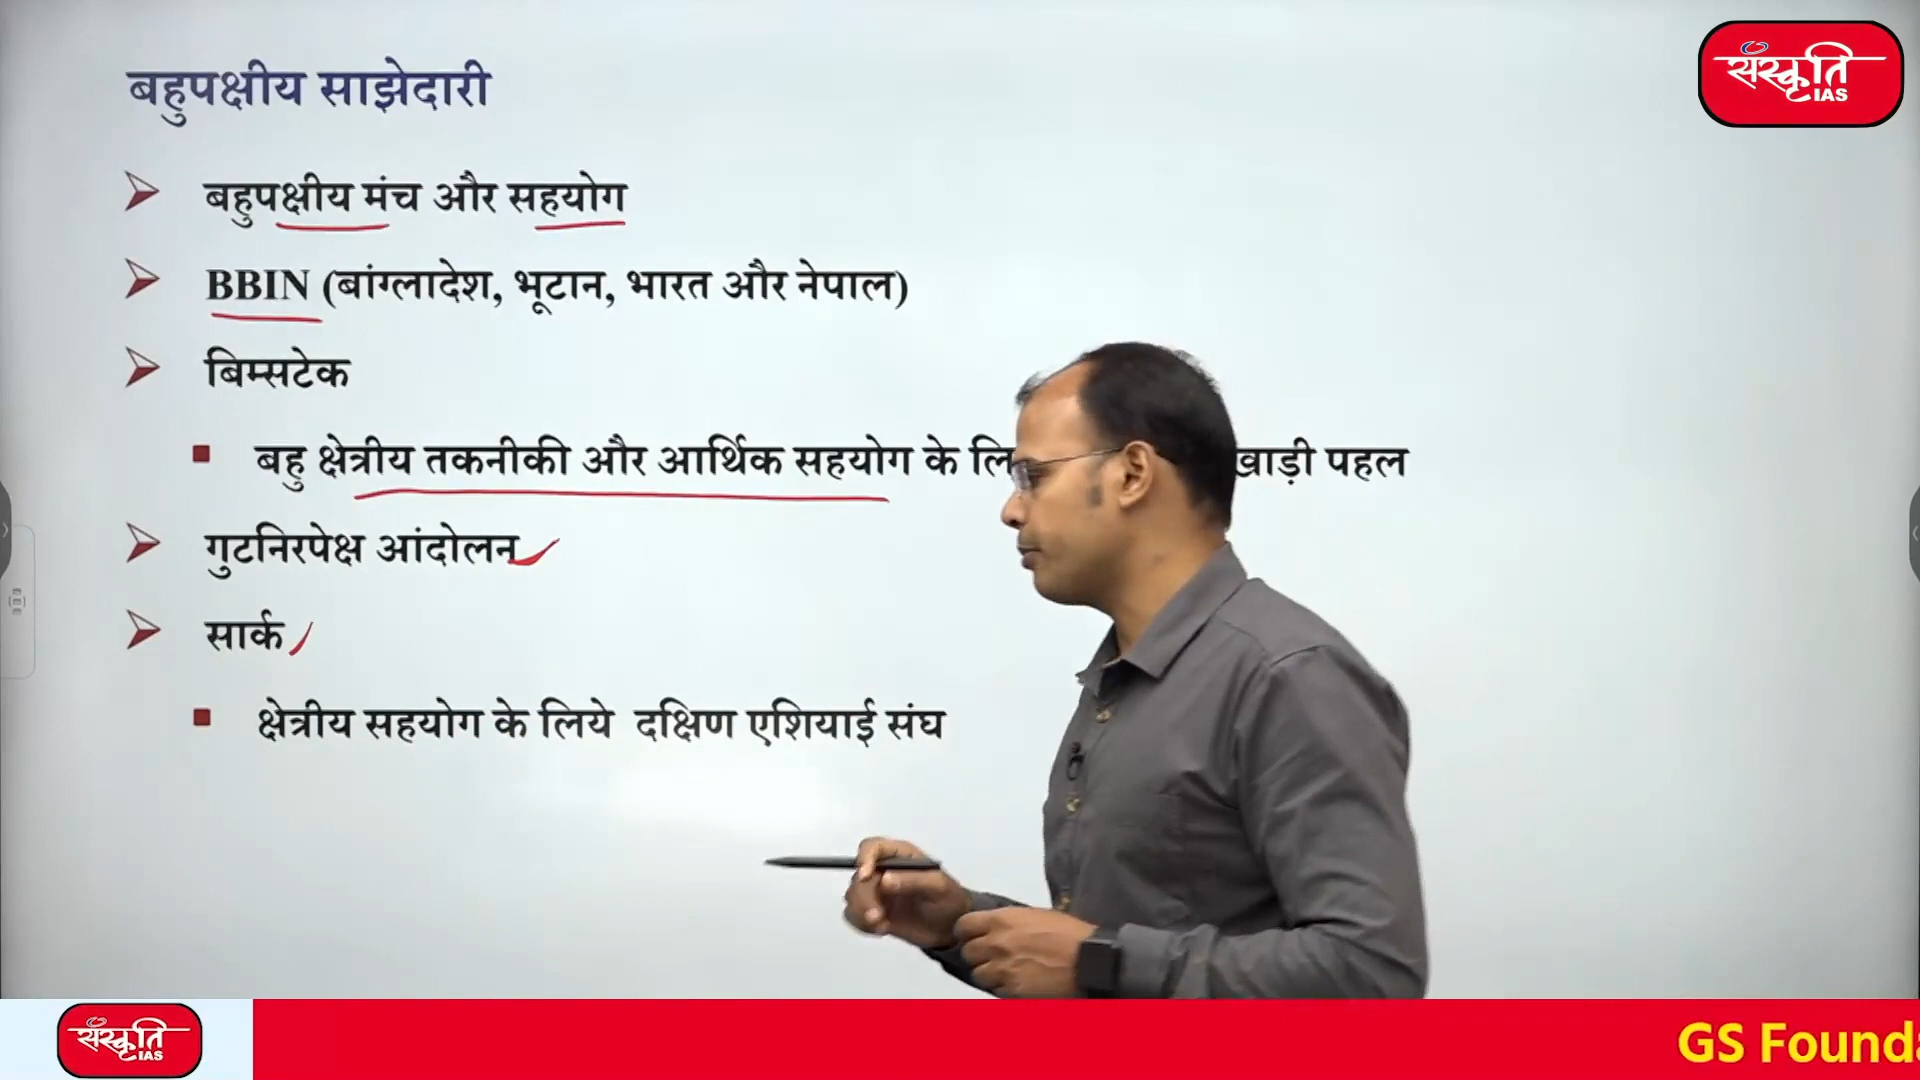 बहुपक्षीय साझेदारी
संस्कृति
IAS
बहुपक्षीय मंच और सहयोग
BBIN (बांग्लादेश, भूटान, भारत और नेपाल)
बिम्सटेक
बहु क्षेत्रीय तकनीकी और आर्थिक सहयोग के खाड़ी पहल
गुटनिरपेक्ष आंदोलन
सार्क
क्षेत्रीय सहयोग के लिये दक्षिण एशियाई संघ
संस्कृति
IAS
GS